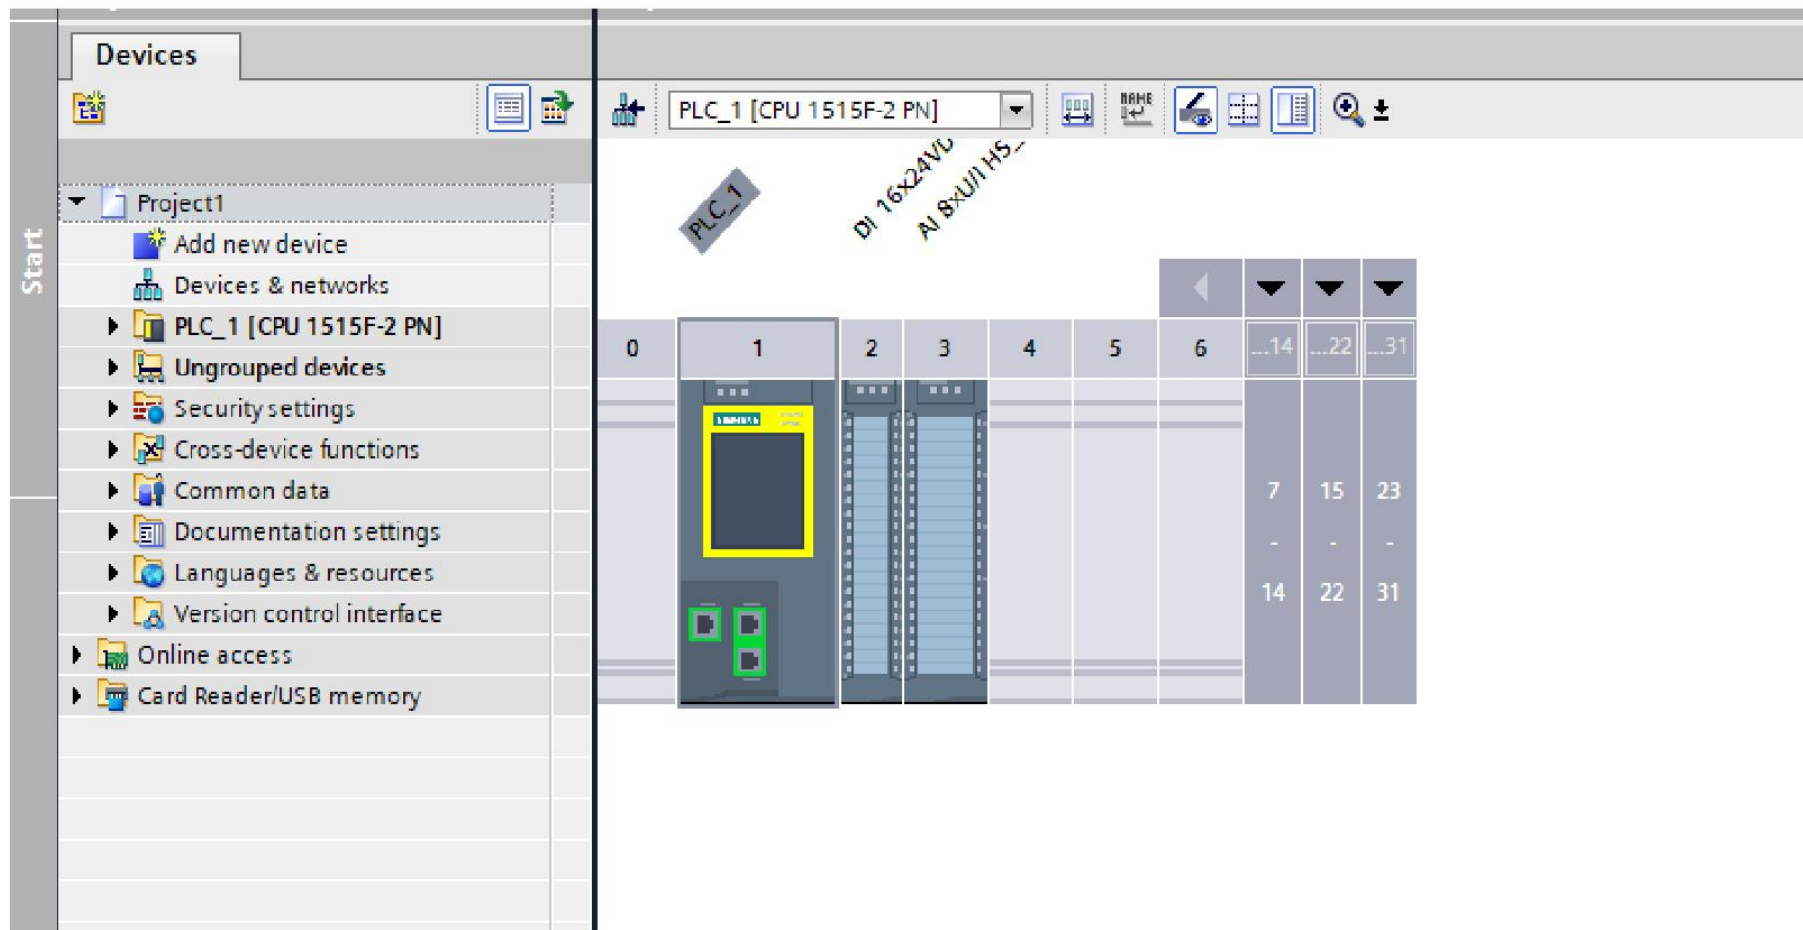 Devices
Start
PLC_1 [CPU 1515F-2 PN]
NAME
Project1
Add new device
Devices & networks
PLC_1 [CPU 1515F-2 PN]
Ungrouped devices
Security settings
Cross-device functions
Common data
Documentation settings
Languages & resources
Version control interface
Online access
Card Reader/USB memory
PLC_1
DI 16x24VD
AI 8xU/I HS_
0 1 2 3 4 5 6 ...14 ...22 ...31
SIEMENS
7 15 23
- - -
14 22 31